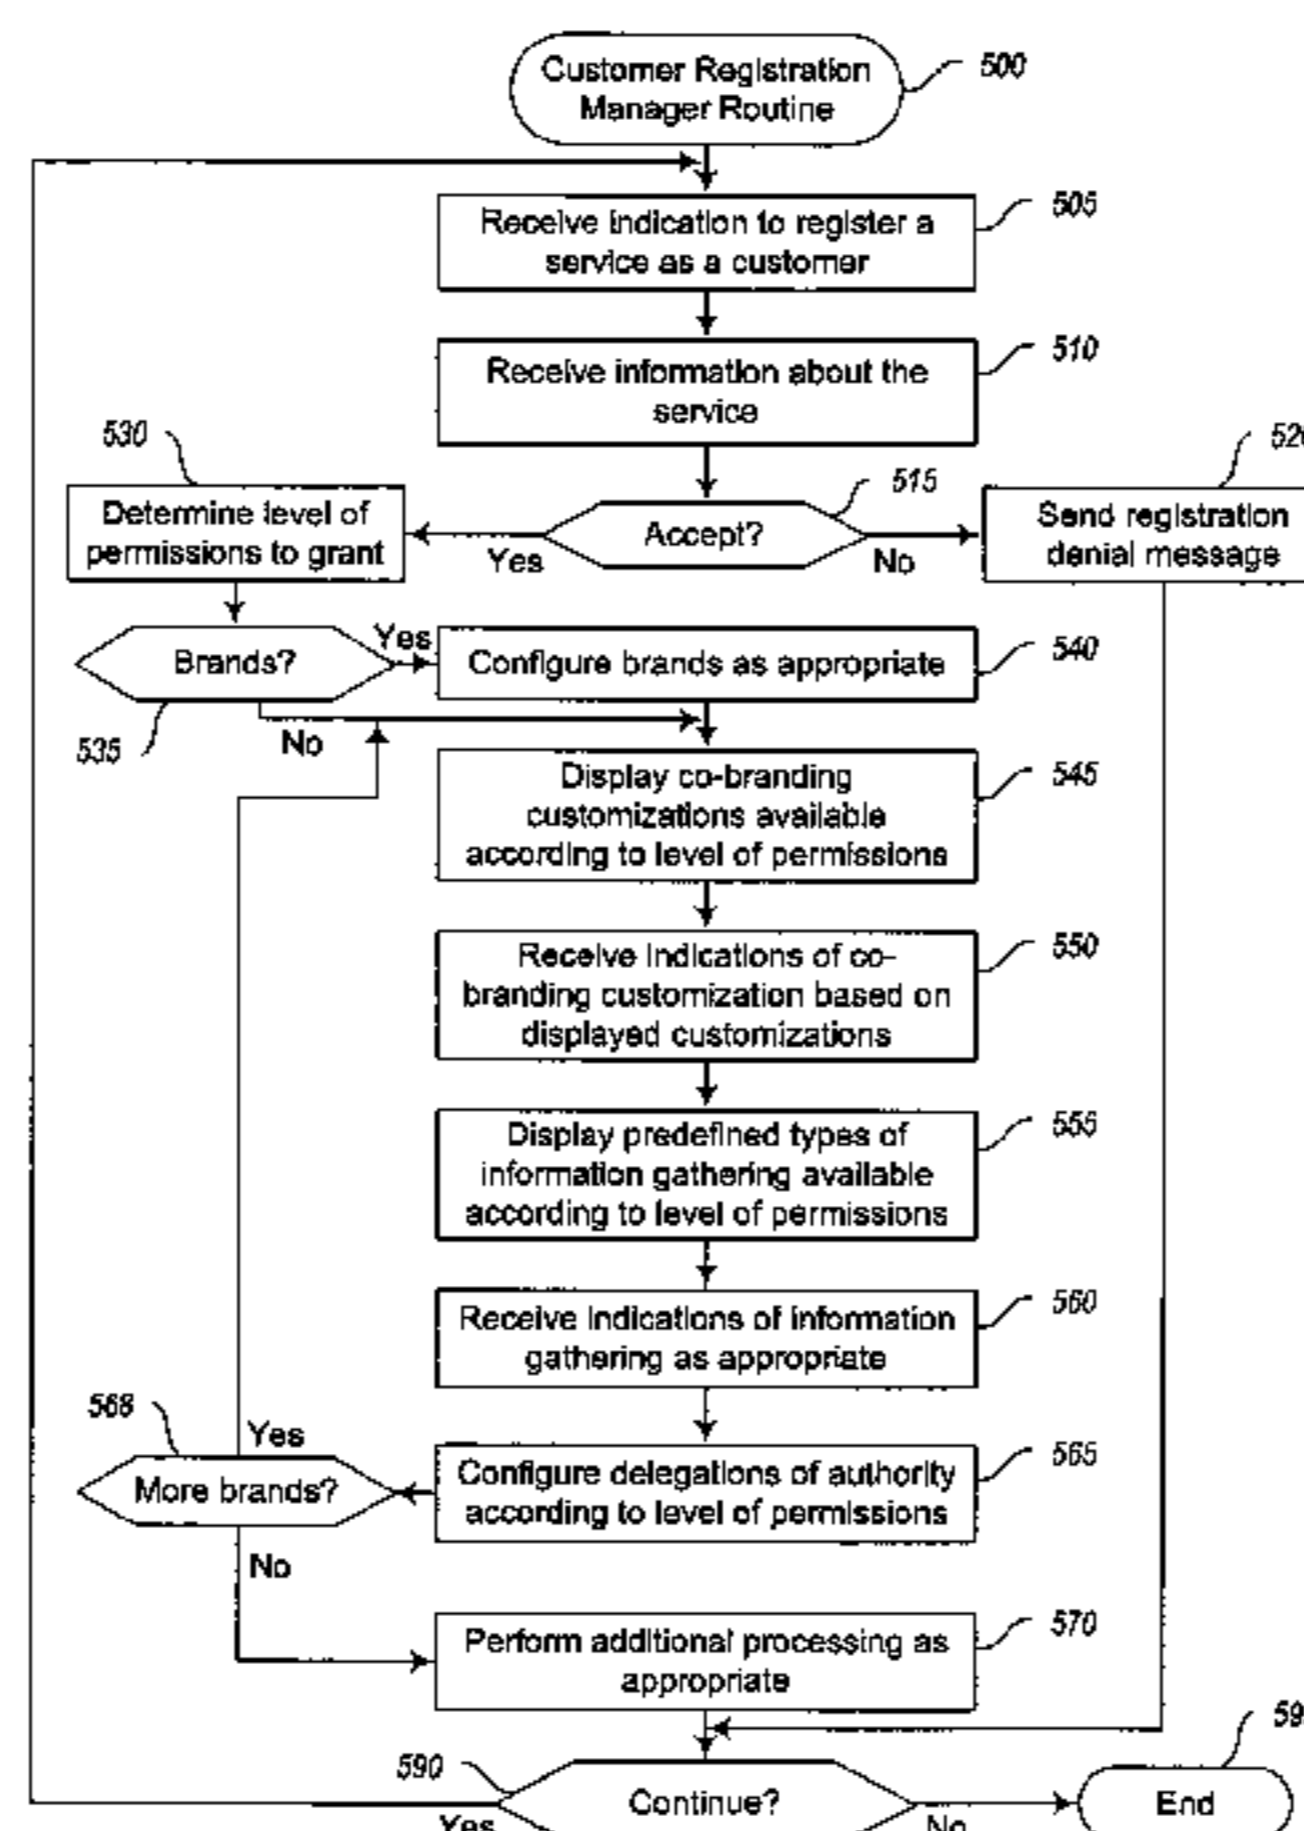 Customer Registration
Manager Routine
500
Receive indication to register a
service as a customer
505
Receive information about the
service
510
530
Determine level of
permissions to grant
Accept?
515
Yes
No
Send registration
denial message
Brands?
535
Yes
No
Configure brands as appropriate
540
Display co-branding
customizations available
according to level of permissions
545
Receive indications of co-
branding customization based on
displayed customizations
550
Display predefined types of
information gathering available
according to level of permissions
555
Receive indications of information
gathering as appropriate
560
568
More brands?
Yes
No
Configure delegations of authority
according to level of permissions
565
Perform additional processing as
appropriate
570
590
Continue?
Yes
No
End